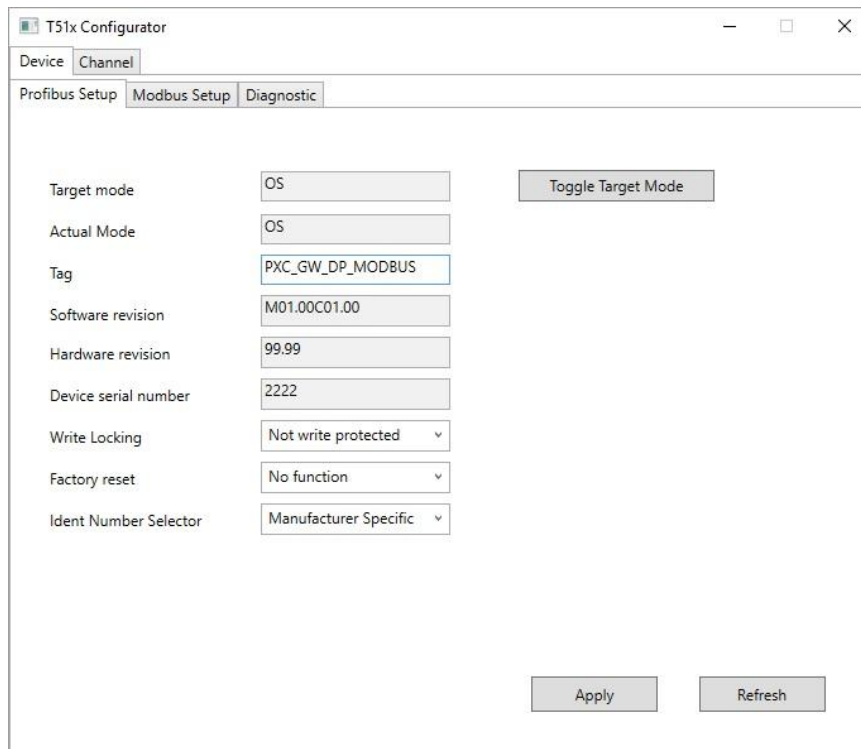 T51x Configurator
Device Channel
Profibus Setup Modbus Setup Diagnostic
Target mode OS Toggle Target Mode
Actual Mode OS
Tag PXC_GW_DP_MODBUS
Software revision M01.00C01.00
Hardware revision 99.99
Device serial number 2222
Write Locking Not write protected
Factory reset No function
Ident Number Selector Manufacturer Specific
Apply Refresh